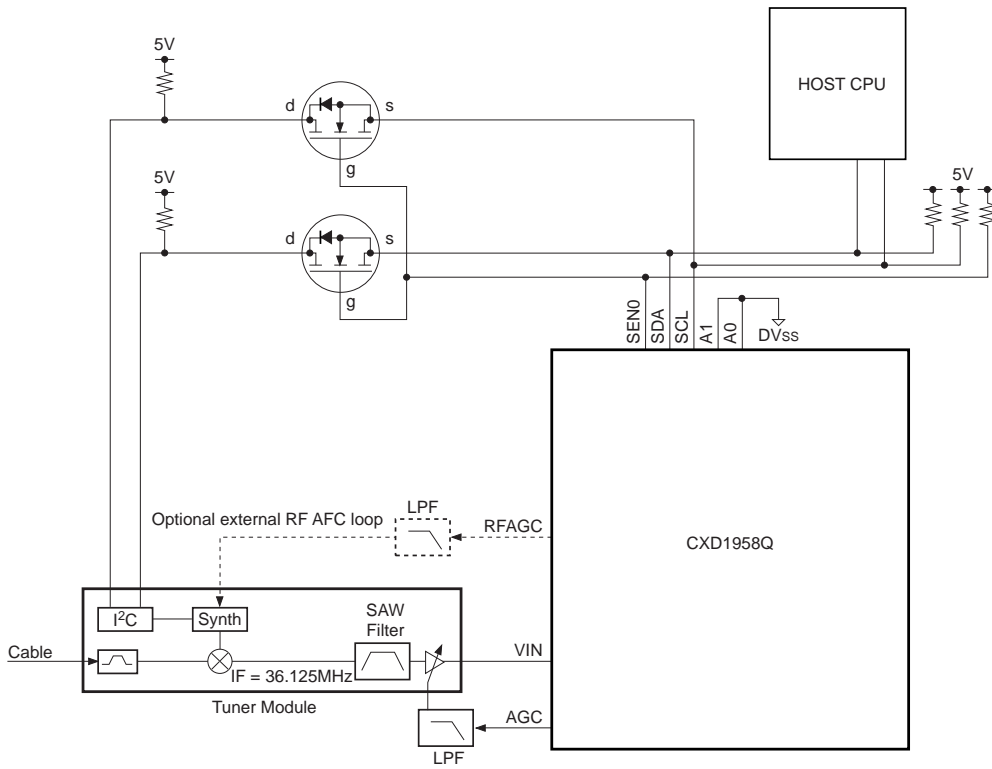 5V
HOST CPU
d
s
g
5V
5V
d
s
g
SEN0
SDA
SCL
A1
A0
DVss
LPF
Optional external RF AFC loop
RFAGC
CXD1958Q
I²C
Synth
SAW
Filter
Cable
VIN
IF = 36.125MHz
Tuner Module
AGC
LPF